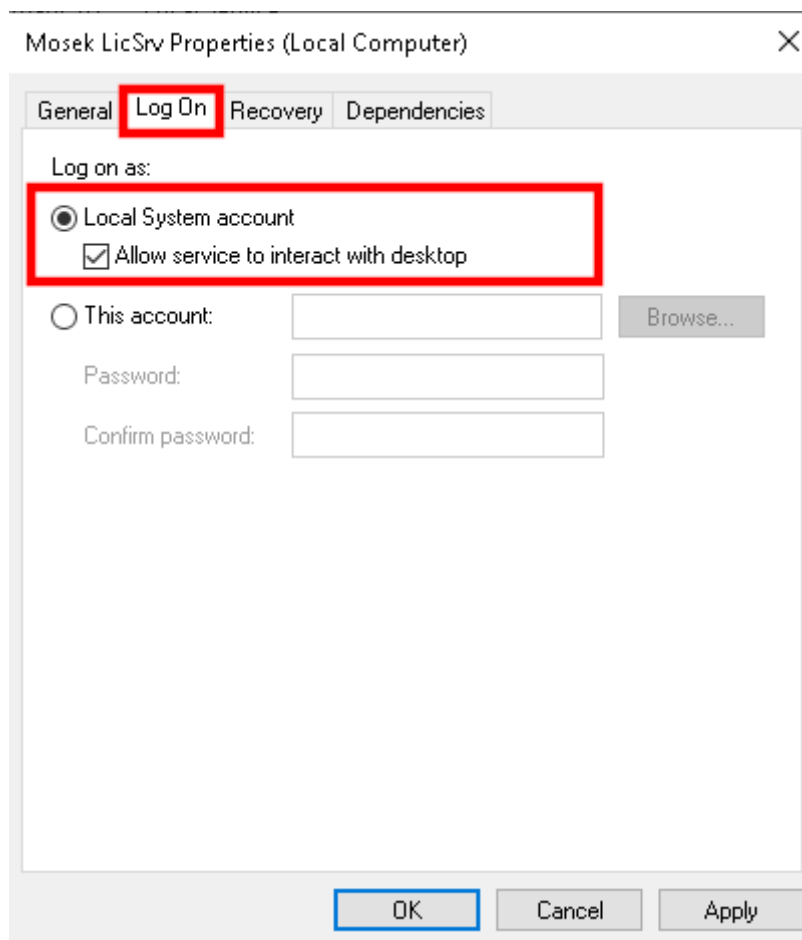 Mosek LicSrv Properties (Local Computer)
General Log On Recovery Dependencies
Log on as:
Local System account
Allow service to interact with desktop
This account:
Browse...
Password:
Confirm password:
OK Cancel Apply